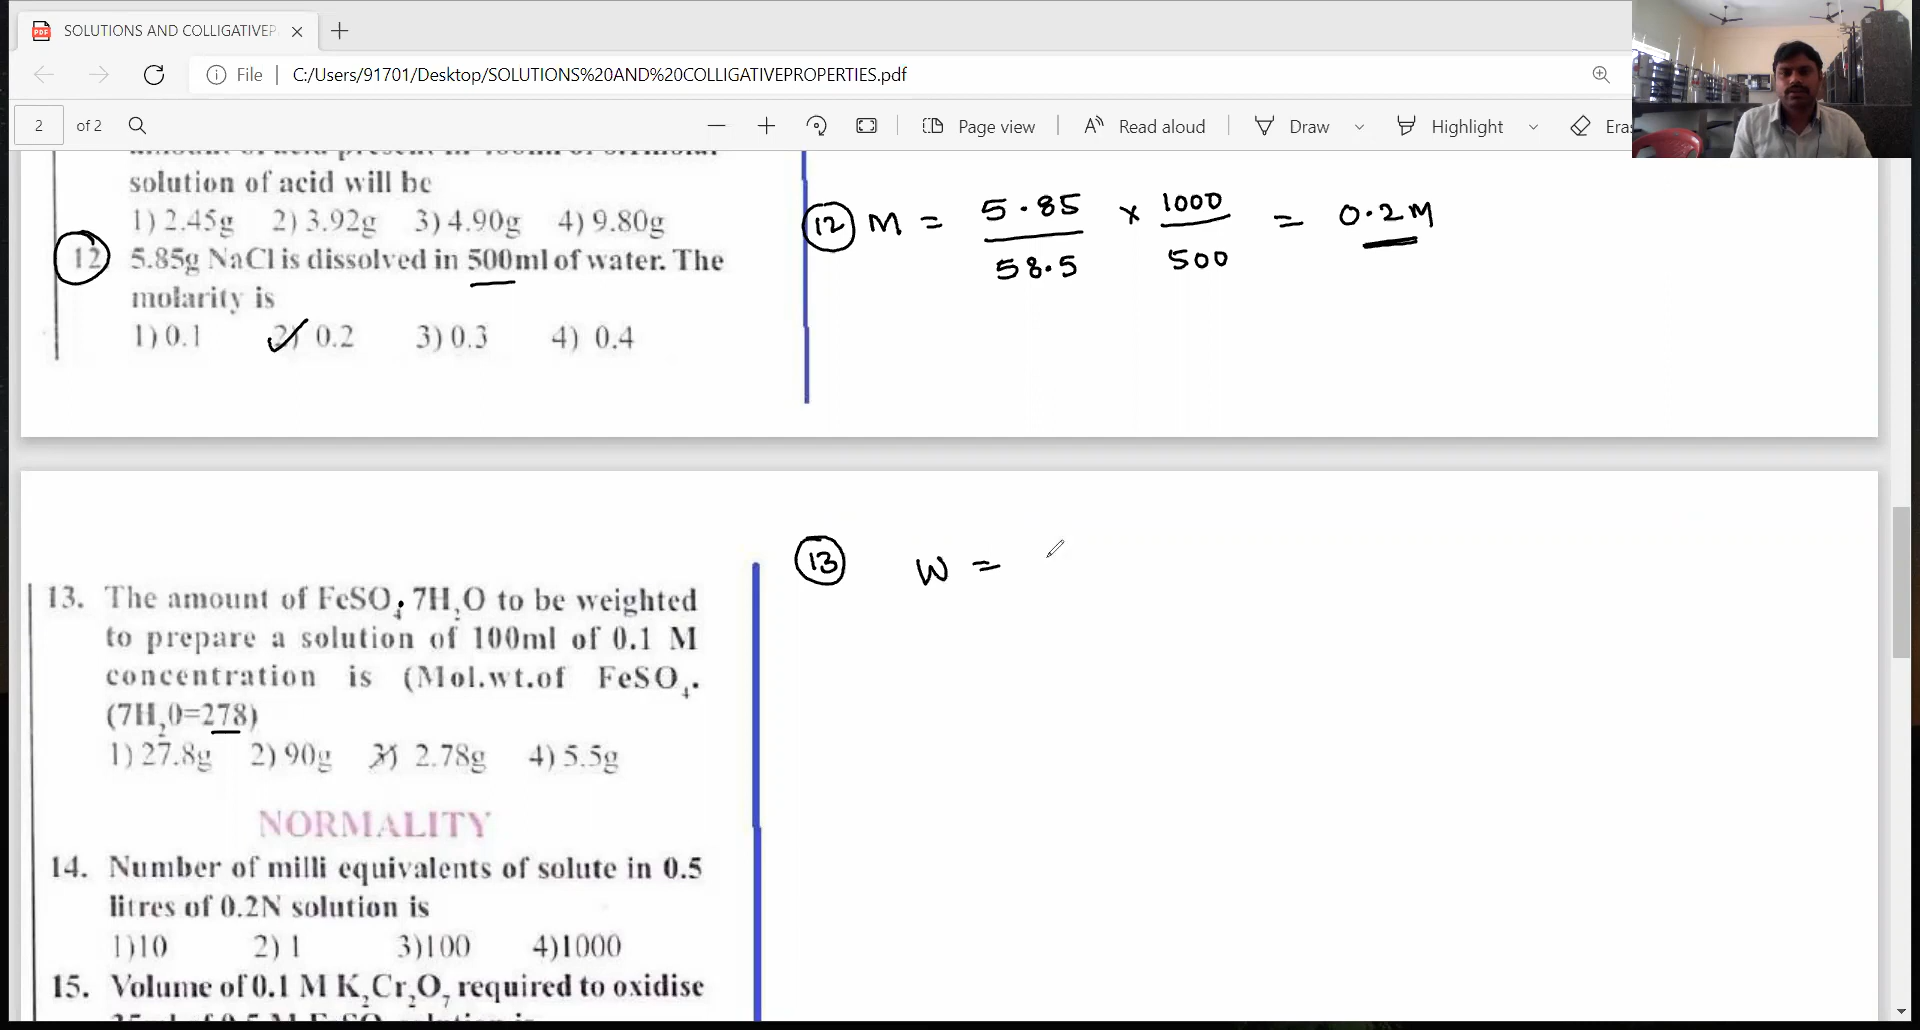 SOLUTIONS AND COLLIGATIVEP
File
C:/Users/91701/Desktop/SOLUTIONS%20AND%20COLLIGATIVEPROPERTIES.pdf
2 of 2
Page view
Read aloud
Draw
Highlight
Eras
solution of acid will be
1) 2.45g 2) 3.92g 3) 4.90g 4) 9.80g
12 5.85g NaCl is dissolved in 500ml of water. The
molarity is
1) 0.1 2) 0.2 3) 0.3 4) 0.4
12 M = 5.85/58.5 × 1000/500 = 0.2 M
13 W =
13. The amount of FeSO₄. 7H₂O to be weighted
to prepare a solution of 100ml of 0.1 M
concentration is (Mol.wt.of FeSO₄.
(7H₂0=278)
1) 27.8g 2) 90g 3) 2.78g 4) 5.5g
NORMALITY
14. Number of milli equivalents of solute in 0.5
litres of 0.2N solution is
1)10 2) 1 3)100 4)1000
15. Volume of 0.1 M K₂Cr₂O₇ required to oxidise